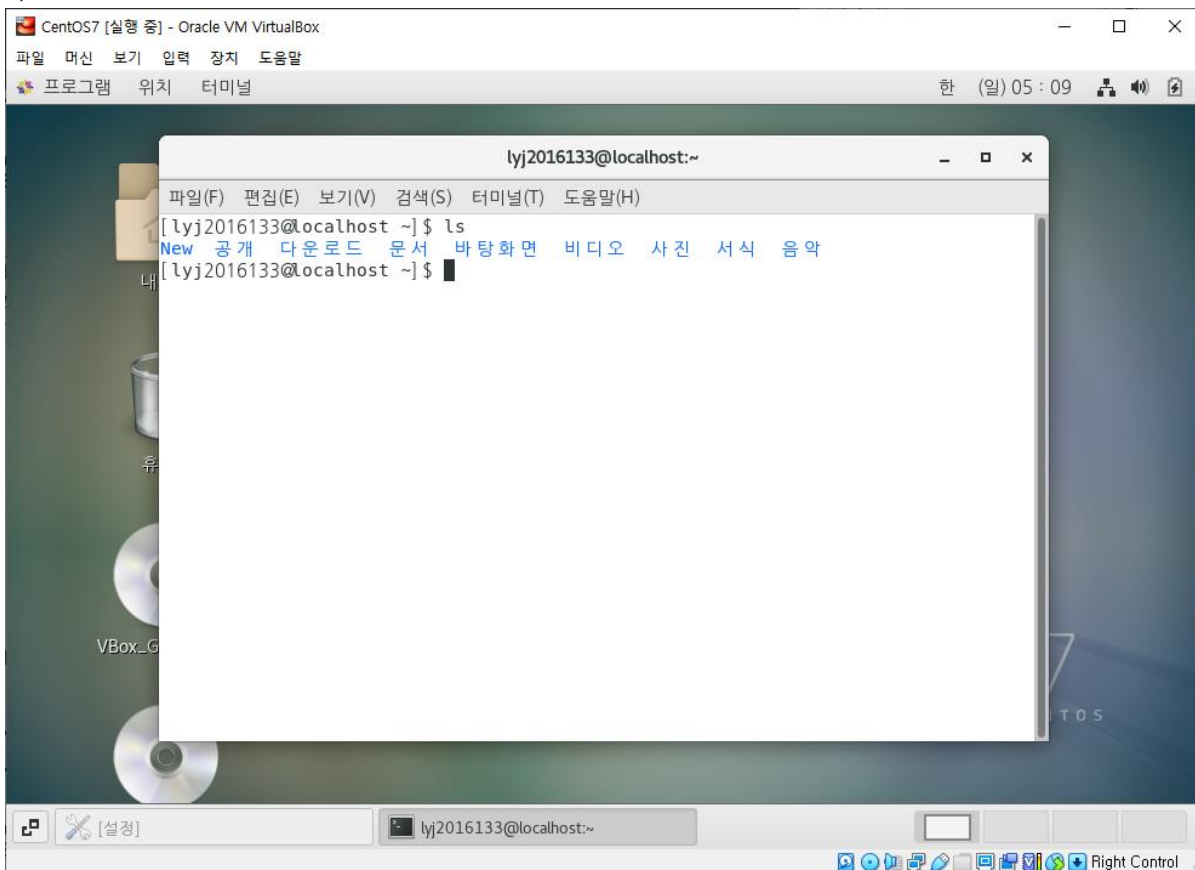 CentOS7 [실행 중] - Oracle VM VirtualBox
파일 머신 보기 입력 장치 도움말
프로그램 위치 터미널 한 (일) 05 : 09
lyj2016133@localhost:~
파일(F) 편집(E) 보기(V) 검색(S) 터미널(T) 도움말(H)
[lyj2016133@localhost ~]$ ls
New 공개 다운로드 문서 바탕화면 비디오 사진 서식 음악
[lyj2016133@localhost ~]$
내
휴
VBox_G
7
NTOS
[설정] lyj2016133@localhost:~
Right Control